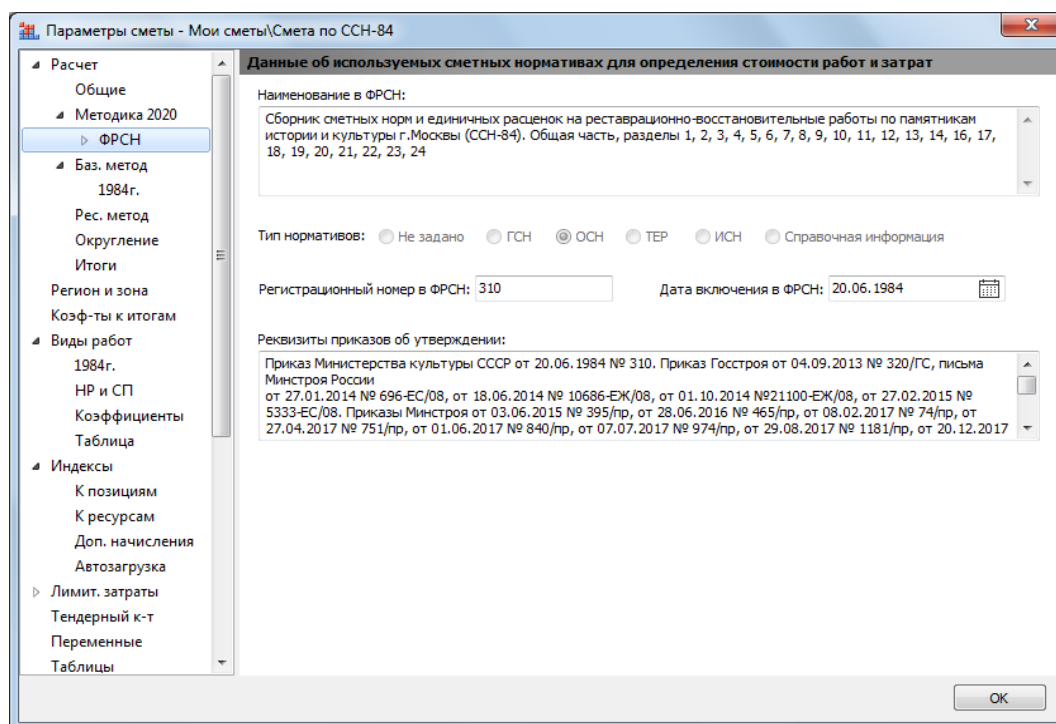 Параметры сметы - Мои сметы\Смета по ССН-84
Расчет
Общие
Методика 2020
ФРСН
Баз. метод
1984г.
Рес. метод
Округление
Итоги
Регион и зона
Коэф-ты к итогам
Виды работ
1984г.
НР и СП
Коэффициенты
Таблица
Индексы
К позициям
К ресурсам
Доп. начисления
Автозагрузка
Лимит. затраты
Тендерный к-т
Переменные
Таблицы
Данные об используемых сметных нормативах для определения стоимости работ и затрат
Наименование в ФРСН:
Сборник сметных норм и единичных расценок на реставрационно-восстановительные работы по памятникам
истории и культуры г.Москвы (ССН-84). Общая часть, разделы 1, 2, 3, 4, 5, 6, 7, 8, 9, 10, 11, 12, 13, 14, 16, 17,
18, 19, 20, 21, 22, 23, 24
Тип нормативов: Не задано ГСН ОСН ТЕР ИСН Справочная информация
Регистрационный номер в ФРСН: 310 Дата включения в ФРСН: 20.06.1984
Реквизиты приказов об утверждении:
Приказ Министерства культуры СССР от 20.06.1984 № 310. Приказ Госстроя от 04.09.2013 № 320/ГС, письма
Минстроя России
от 27.01.2014 № 696-ЕС/08, от 18.06.2014 № 10686-ЕЖ/08, от 01.10.2014 №21100-ЕЖ/08, от 27.02.2015 №
5333-ЕС/08. Приказы Минстроя от 03.06.2015 № 395/пр, от 28.06.2016 № 465/пр, от 08.02.2017 № 74/пр, от
27.04.2017 № 751/пр, от 01.06.2017 № 840/пр, от 07.07.2017 № 974/пр, от 29.08.2017 № 1181/пр, от 20.12.2017
ОК